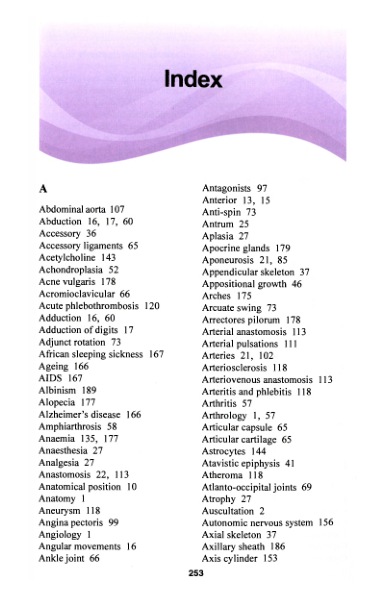 Index
A
Abdominal aorta 107
Abduction 16, 17, 60
Accessory 36
Accessory ligaments 65
Acetylcholine 143
Achondroplasia 52
Acne vulgaris 178
Acromioclavicular 66
Acute phlebothrombosis 120
Adduction 16, 60
Adduction of digits 17
Adjunct rotation 73
African sleeping sickness 167
Ageing 166
AIDS 167
Albinism 189
Alopecia 177
Alzheimer's disease 166
Amphiarthrosis 58
Anaemia 135, 177
Anaesthesia 27
Analgesia 27
Anastomosis 22, 113
Anatomical position 10
Anatomy 1
Aneurysm 118
Angina pectoris 99
Angiology 1
Angular movements 16
Ankle joint 66
Antagonists 97
Anterior 13, 15
Anti-spin 73
Antrum 25
Aplasia 27
Apocrine glands 179
Aponeurosis 21, 85
Appendicular skeleton 37
Appositional growth 46
Arches 175
Arcuate swing 73
Arrectores pilorum 178
Arterial anastomosis 113
Arterial pulsations 111
Arteries 21, 102
Arteriosclerosis 118
Arteriovenous anastomosis 113
Arteritis and phlebitis 118
Arthritis 57
Arthrology 1, 57
Articular capsule 65
Articular cartilage 65
Astrocytes 144
Atavistic epiphysis 41
Atheroma 118
Atlanto-occipital joints 69
Atrophy 27
Auscultation 2
Autonomic nervous system 156
Axial skeleton 37
Axillary sheath 186
Axis cylinder 153
253